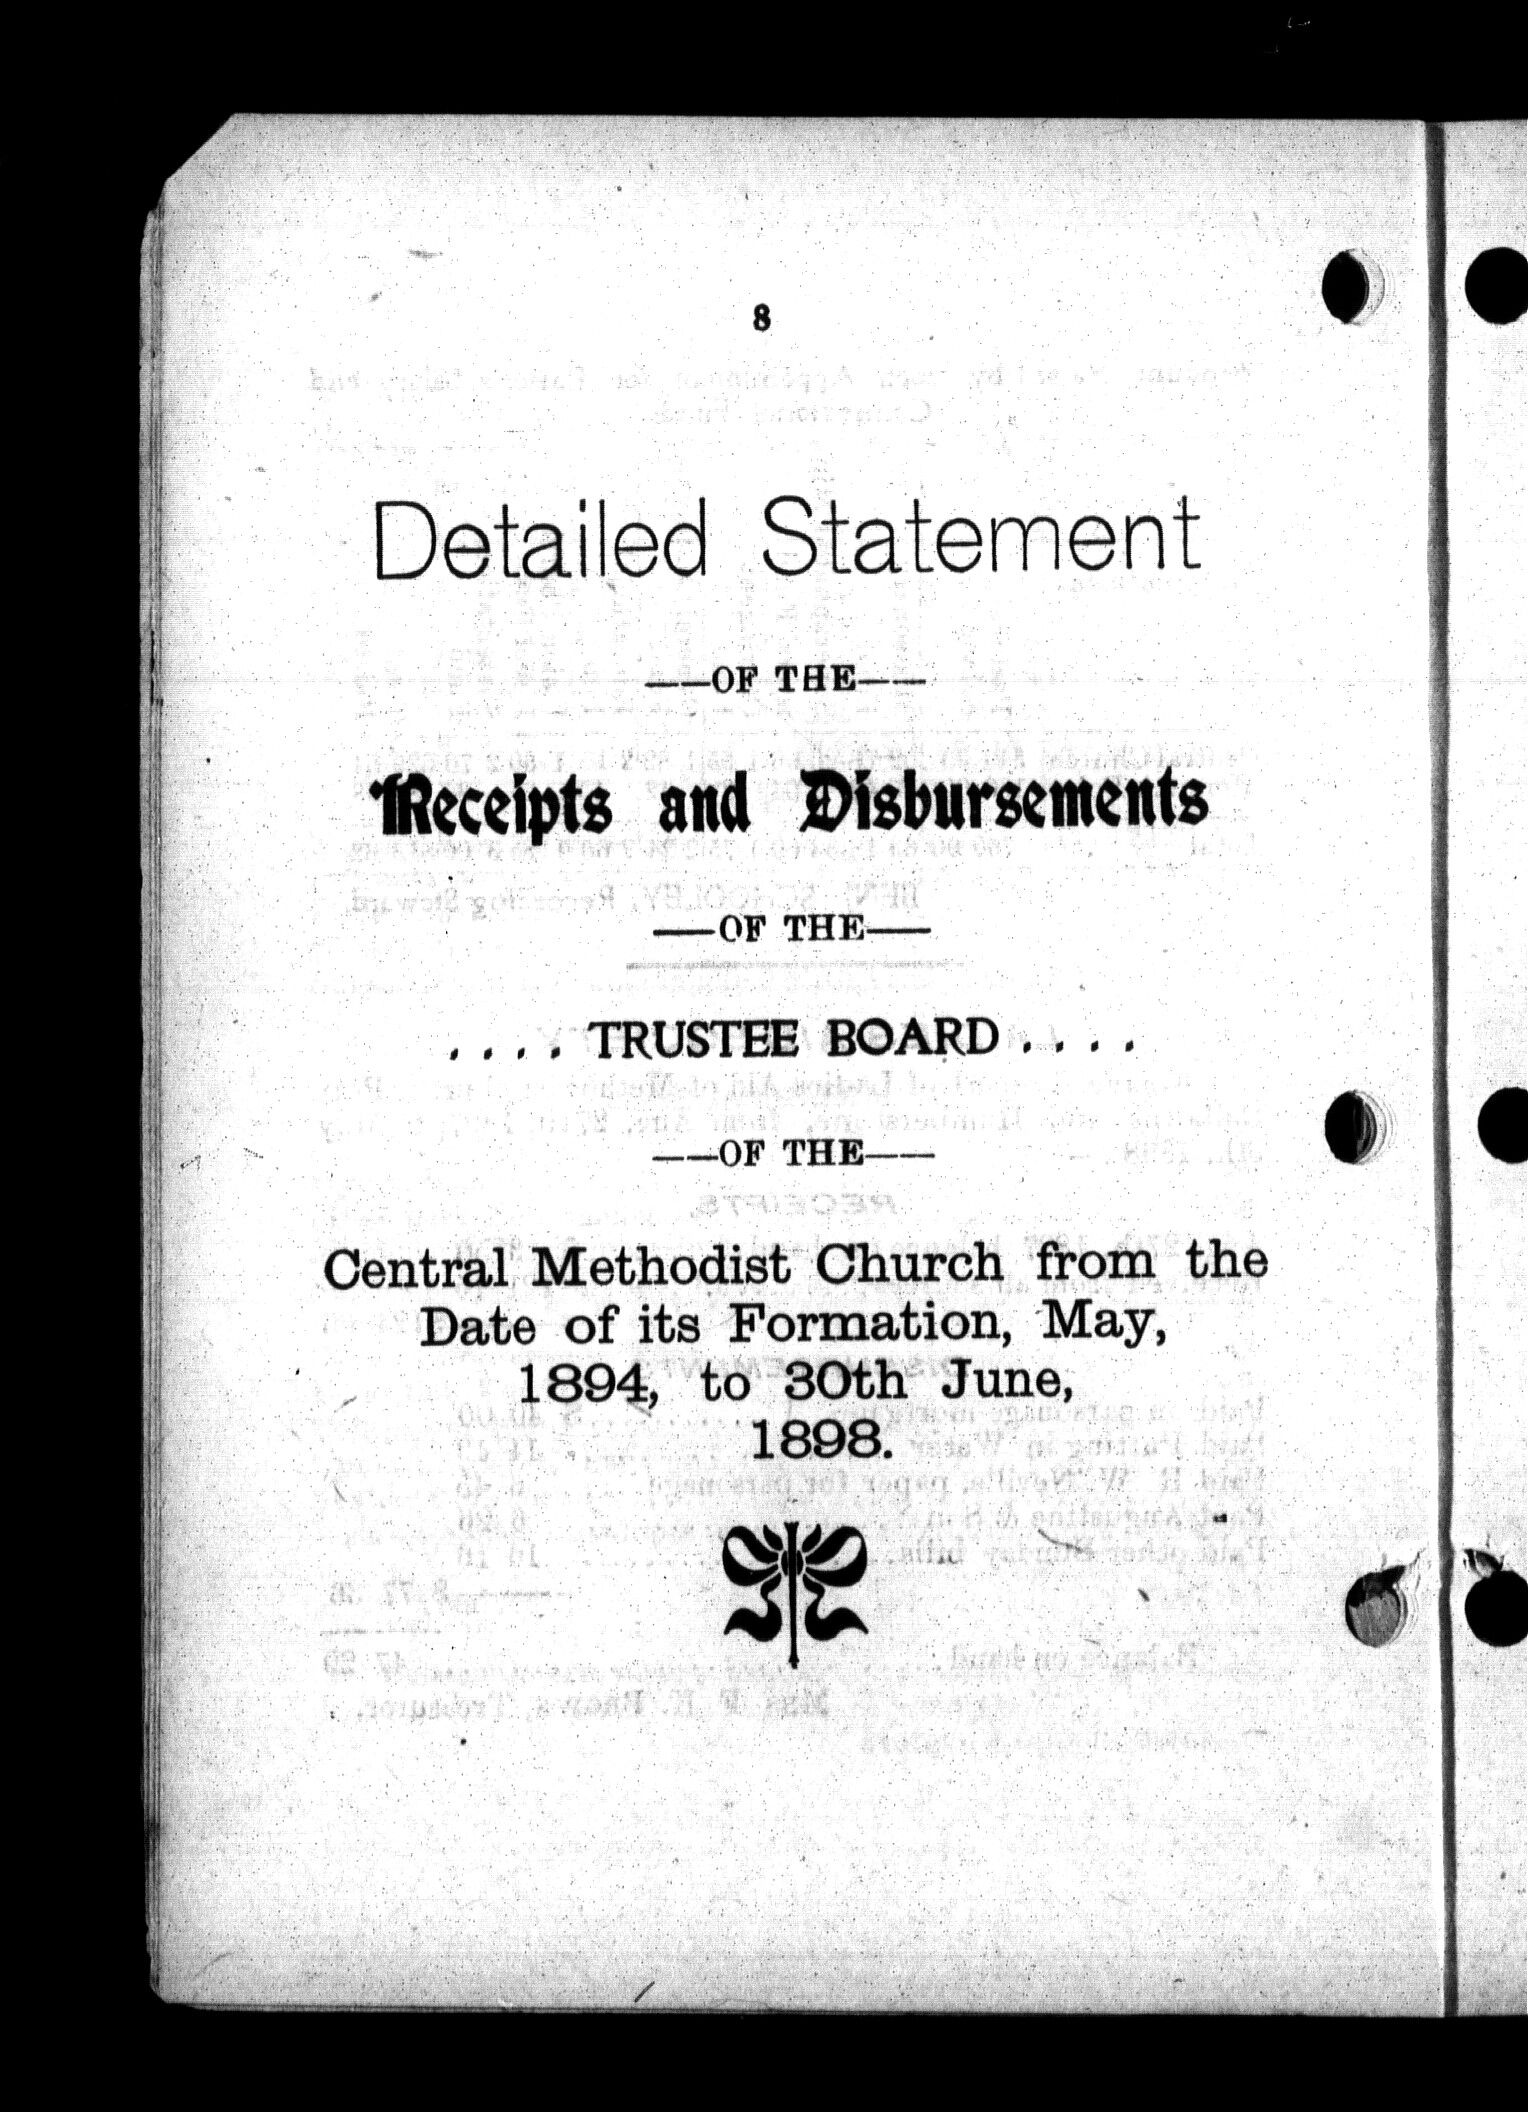 8
Detailed Statement
——OF THE——
Receipts and Disbursements
——OF THE——
.... TRUSTEE BOARD ....
——OF THE——
Central Methodist Church from the
Date of its Formation, May,
1894, to 30th June,
1898.